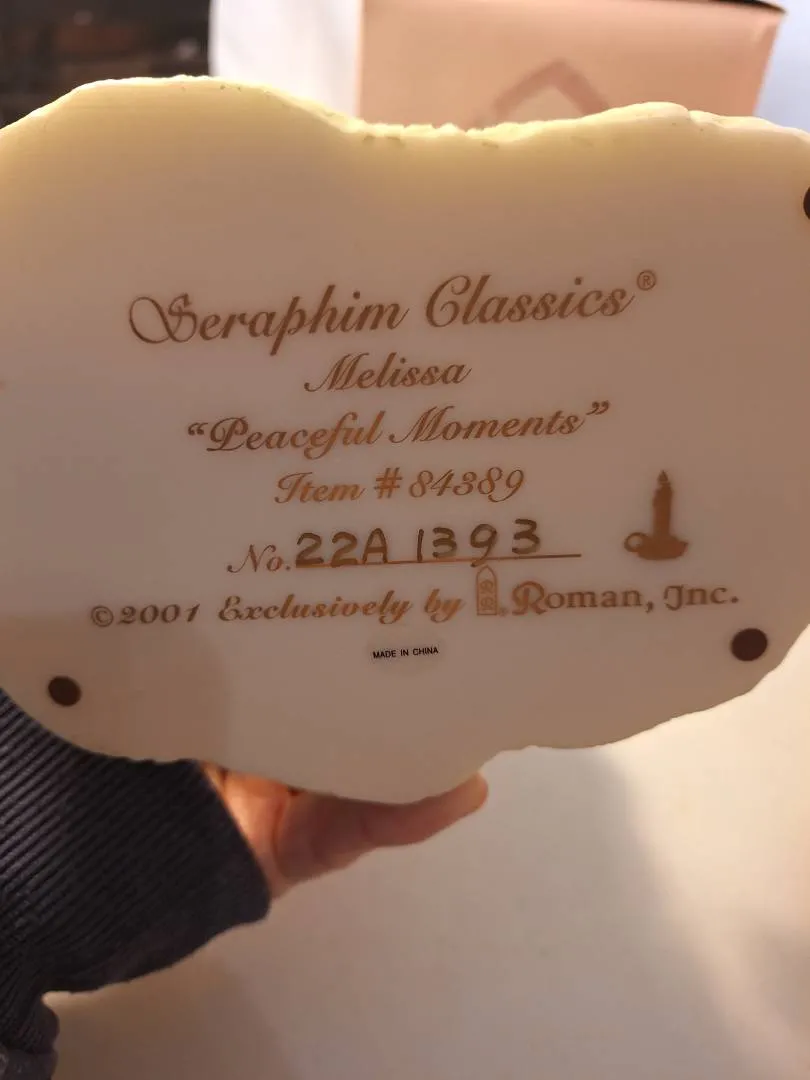 Seraphim Classics®
Melissa
“Peaceful Moments”
Item # 84389
No. 22A 1393
©2001 Exclusively by ® Roman, Inc.
MADE IN CHINA